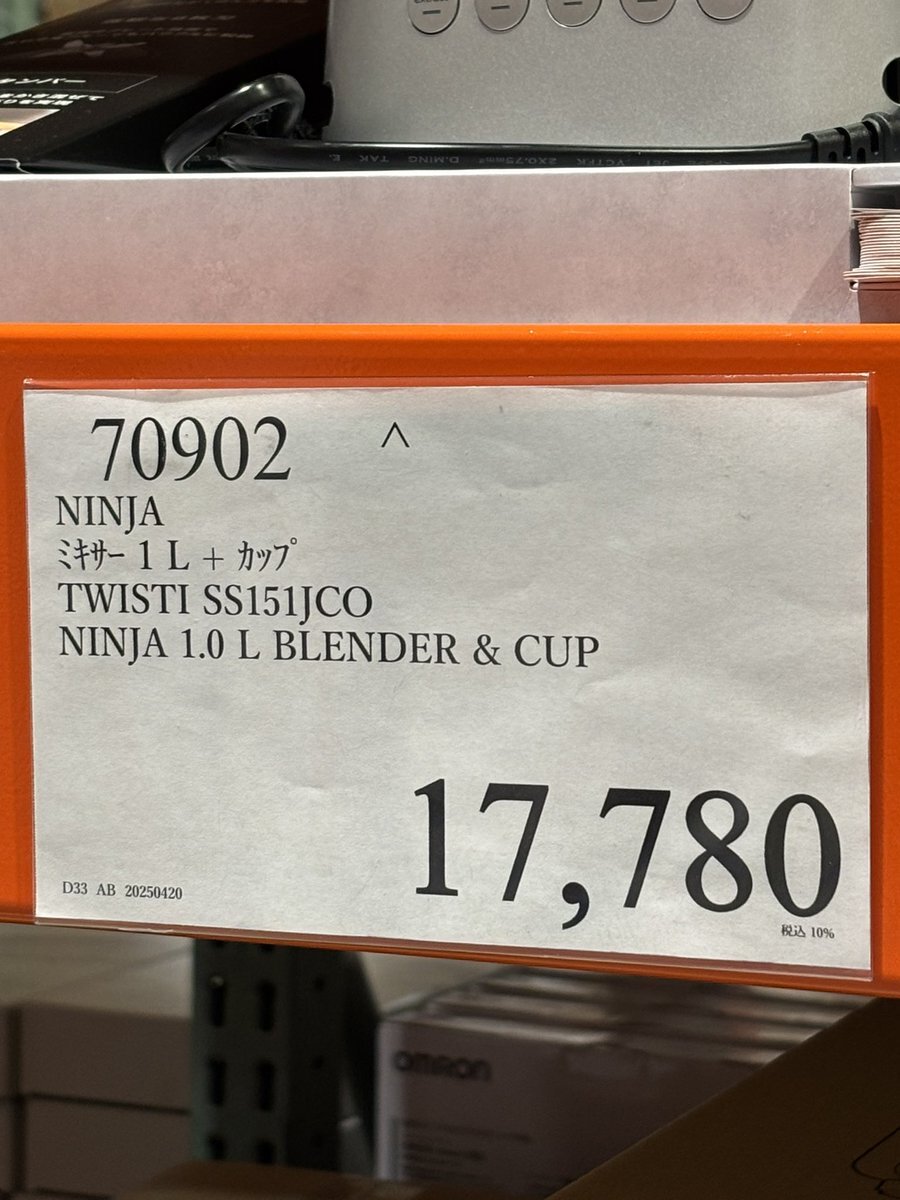 70902 ^
NINJA
ﾐｷｻｰ 1 L + ｶｯﾌﾟ
TWISTI SS151JCO
NINJA 1.0 L BLENDER & CUP
17,780
D33 AB 20250420
税込 10%
OMRON